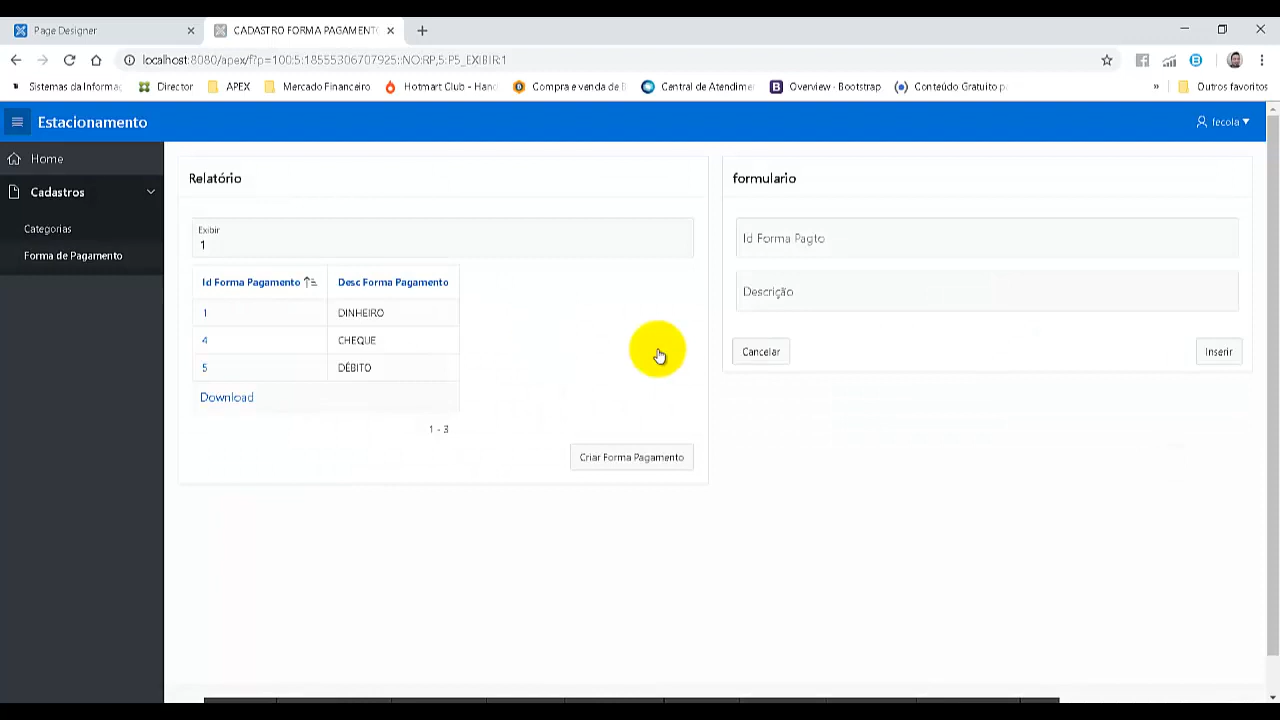 Page Designer
CADASTRO FORMA PAGAMENT
localhost:8080/apex/f?p=100:5:18555306707925::NO:RP,5:P5_EXIBIR:1
Sistemas da Informaç
Director
APEX
Mercado Financeiro
Hotmart Club - Hand
Compra e venda de B
Central de Atendime
Overview · Bootstrap
Conteúdo Gratuito p
»
Outros favoritos
Estacionamento
fecola
Home
Cadastros
Categorias
Forma de Pagamento
Relatório
Exibir
1
Id Forma Pagamento
Desc Forma Pagamento
1
DINHEIRO
4
CHEQUE
5
DÉBITO
Download
1 - 3
Criar Forma Pagamento
formulario
Id Forma Pagto
Descrição
Cancelar
Inserir